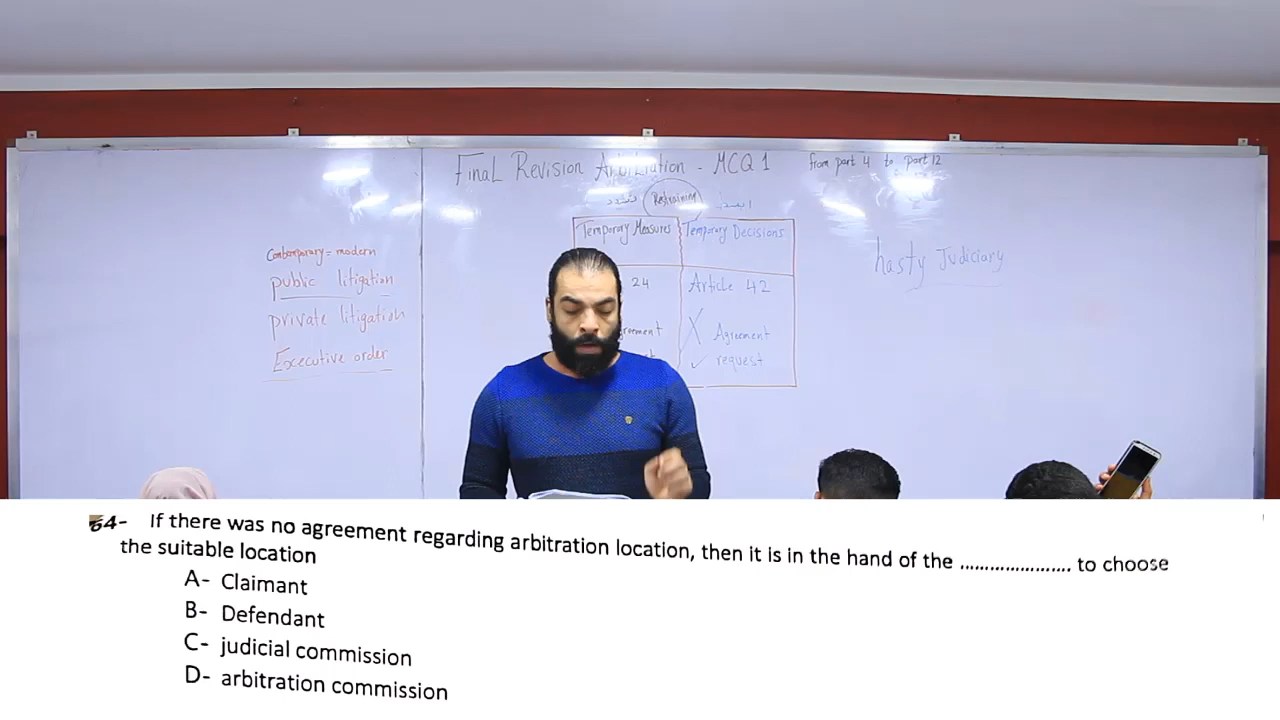 Final Revision Arbitration - MCQ 1
from part 4 to part 12
Restraining
Temporary Measures
Temporary Decisions
24
Article 42
Agreement
request
Contemporary = modern
public litigation
private litigation
Executive order
hasty Judiciary
64- If there was no agreement regarding arbitration location, then it is in the hand of the ...................... to choose
the suitable location
A- Claimant
B- Defendant
C- judicial commission
D- arbitration commission